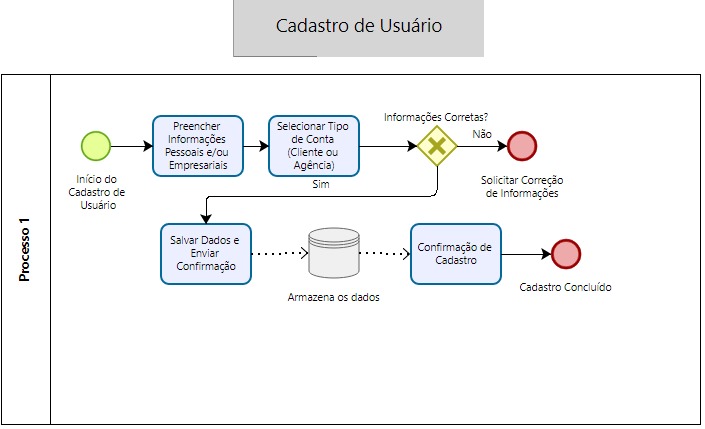 Cadastro de Usuário
Processo 1
Início do
Cadastro de
Usuário
Preencher
Informações
Pessoais e/ou
Empresariais
Selecionar Tipo
de Conta
(Cliente ou
Agência)
Informações Corretas?
Não
Solicitar Correção
de Informações
Sim
Salvar Dados e
Enviar
Confirmação
Armazena os dados
Confirmação de
Cadastro
Cadastro Concluído